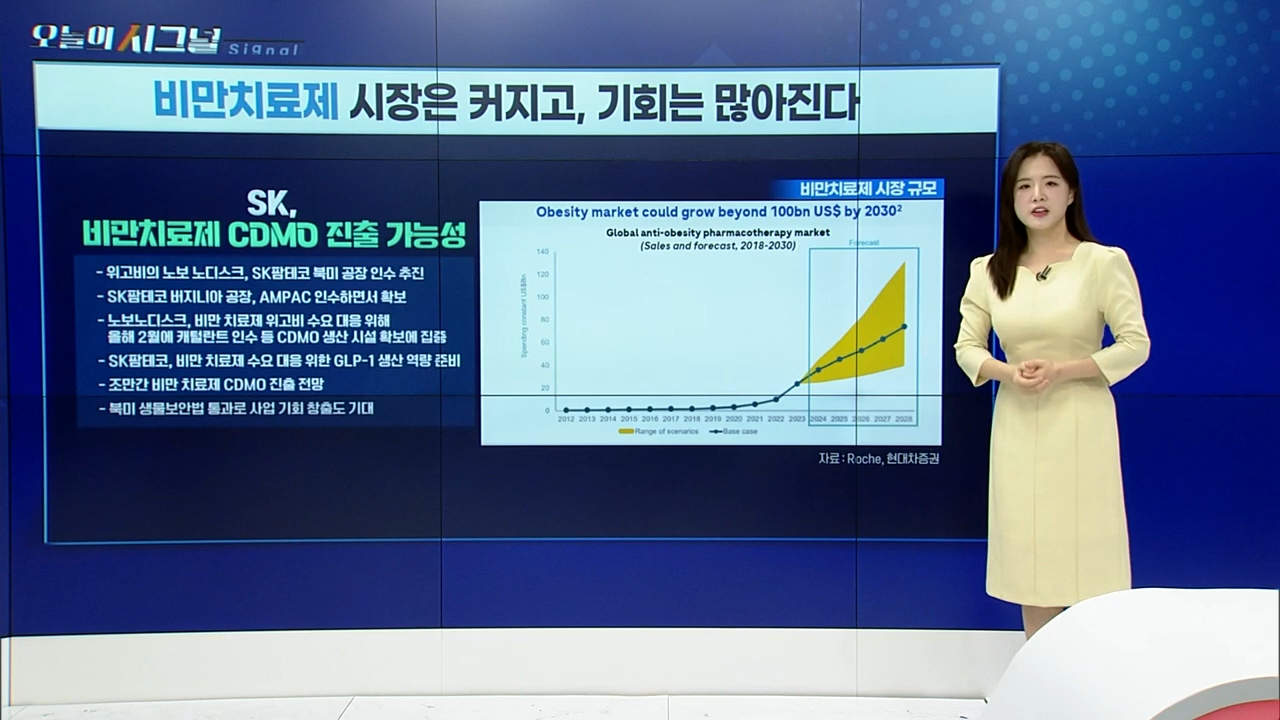 오늘의 시그널
Signal
비만치료제 시장은 커지고, 기회는 많아진다
SK,
비만치료제 CDMO 진출 가능성
- 위고비의 노보 노디스크, SK팜테코 북미 공장 인수 추진
- SK팜테코 버지니아 공장, AMPAC 인수하면서 확보
- 노보노디스크, 비만 치료제 위고비 수요 대응 위해
올해 2월에 캐털란트 인수 등 CDMO 생산 시설 확보에 집중
- SK팜테코, 비만 치료제 수요 대응 위한 GLP-1 생산 역량 준비
- 조만간 비만 치료제 CDMO 진출 전망
- 북미 생물보안법 통과로 사업 기회 창출도 기대
비만치료제 시장 규모
Obesity market could grow beyond 100bn US$ by 2030²
Global anti-obesity pharmacotherapy market
(Sales and forecast, 2018-2030)
Forecast
Spending constant US$Bn
140
120
100
80
60
40
20
0
2012 2013 2014 2015 2016 2017 2018 2019 2020 2021 2022 2023 2024 2025 2026 2027 2028
Range of scenarios Base case
자료 : Roche, 현대차증권